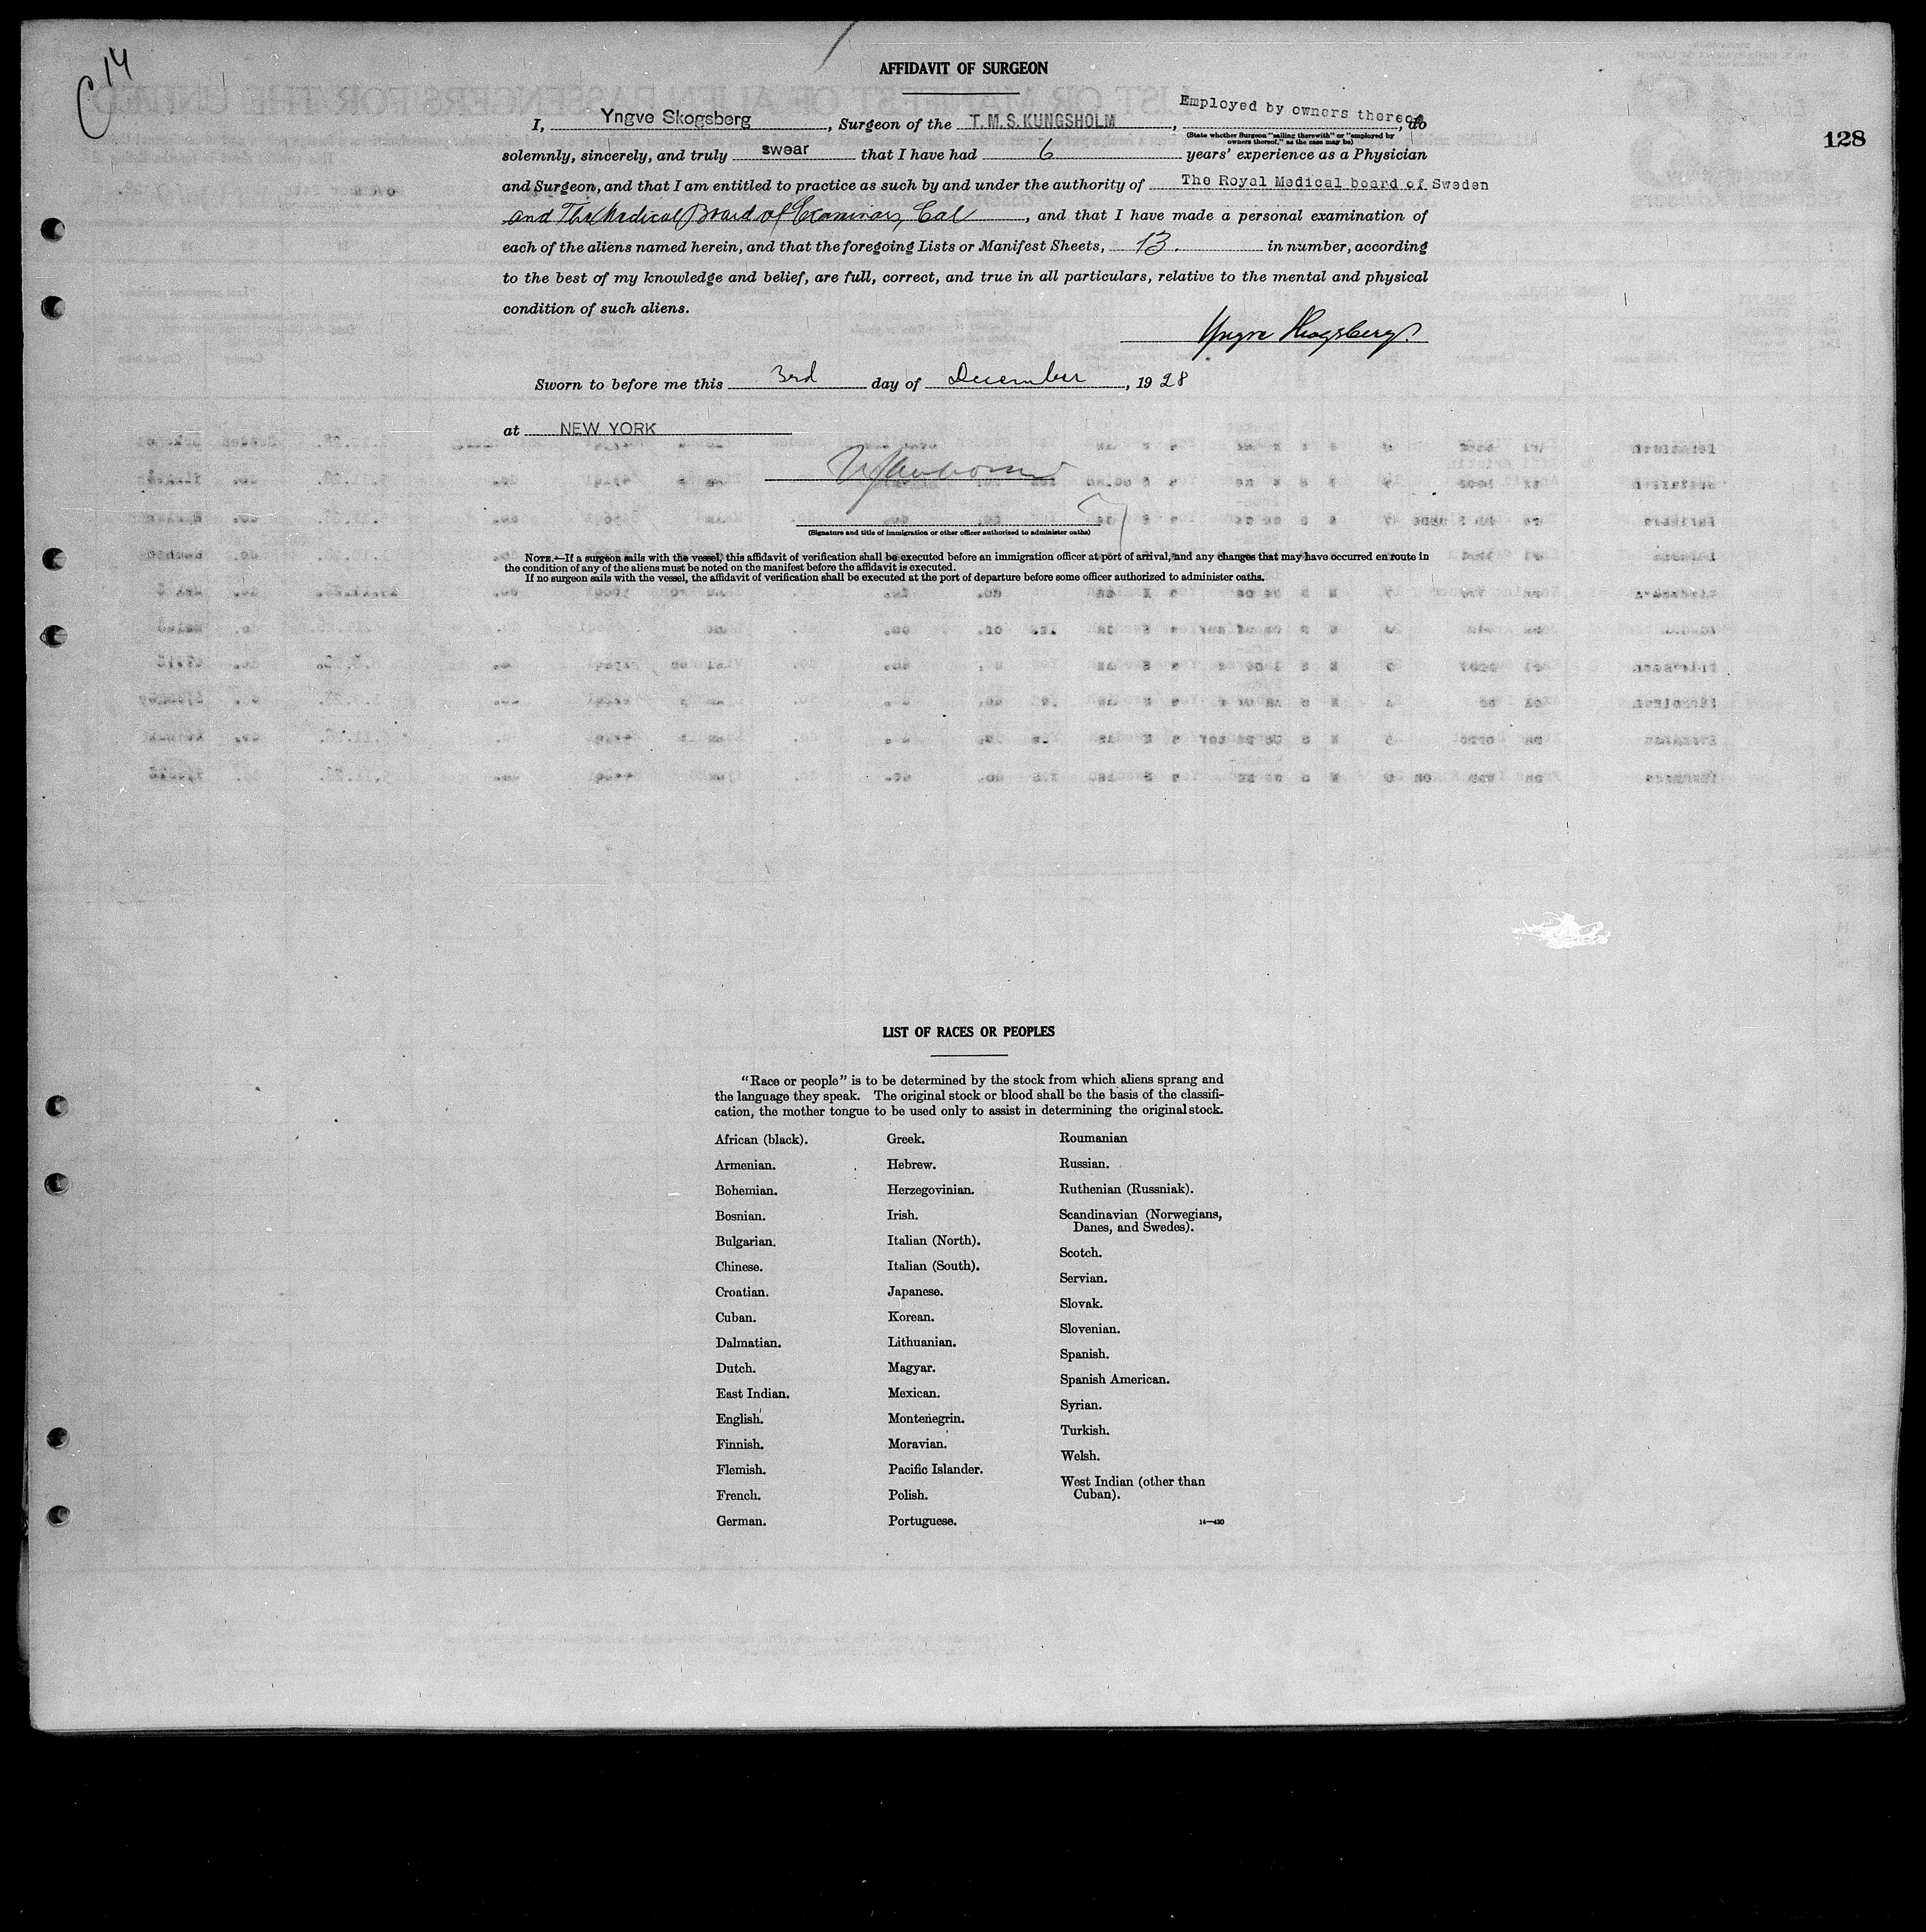 C 14
AFFIDAVIT OF SURGEON
128
I, Yngve Skogsberg, Surgeon of the T.M.S. KUNGSHOLM, Employed by owners thereof, do
(State whether Surgeon "sailing therewith" or "employed by
owners thereof," as the case may be)
solemnly, sincerely, and truly swear that I have had 6 years' experience as a Physician
and Surgeon, and that I am entitled to practice as such by and under the authority of The Royal Medical board of Sweden
and The Medical Board of Examiners, Cal, and that I have made a personal examination of
each of the aliens named herein, and that the foregoing Lists or Manifest Sheets, 13. in number, according
to the best of my knowledge and belief, are full, correct, and true in all particulars, relative to the mental and physical
condition of such aliens.
Yngve Skogsberg.
Sworn to before me this 3rd day of December, 1928
at NEW YORK
(Signature and title of immigration or other officer authorized to administer oaths)
NOTE.—If a surgeon sails with the vessel, this affidavit of verification shall be executed before an immigration officer at port of arrival, and any changes that may have occurred en route in
the condition of any of the aliens must be noted on the manifest before the affidavit is executed.
If no surgeon sails with the vessel, the affidavit of verification shall be executed at the port of departure before some officer authorized to administer oaths.
LIST OF RACES OR PEOPLES
"Race or people" is to be determined by the stock from which aliens sprang and
the language they speak. The original stock or blood shall be the basis of the classifi-
cation, the mother tongue to be used only to assist in determining the original stock.
African (black).
Armenian.
Bohemian.
Bosnian.
Bulgarian.
Chinese.
Croatian.
Cuban.
Dalmatian.
Dutch.
East Indian.
English.
Finnish.
Flemish.
French.
German.
Greek.
Hebrew.
Herzegovinian.
Irish.
Italian (North).
Italian (South).
Japanese.
Korean.
Lithuanian.
Magyar.
Mexican.
Montenegrin.
Moravian.
Pacific Islander.
Polish.
Portuguese.
Roumanian
Russian.
Ruthenian (Russniak).
Scandinavian (Norwegians,
Danes, and Swedes).
Scotch.
Servian.
Slovak.
Slovenian.
Spanish.
Spanish American.
Syrian.
Turkish.
Welsh.
West Indian (other than
Cuban).
14—430